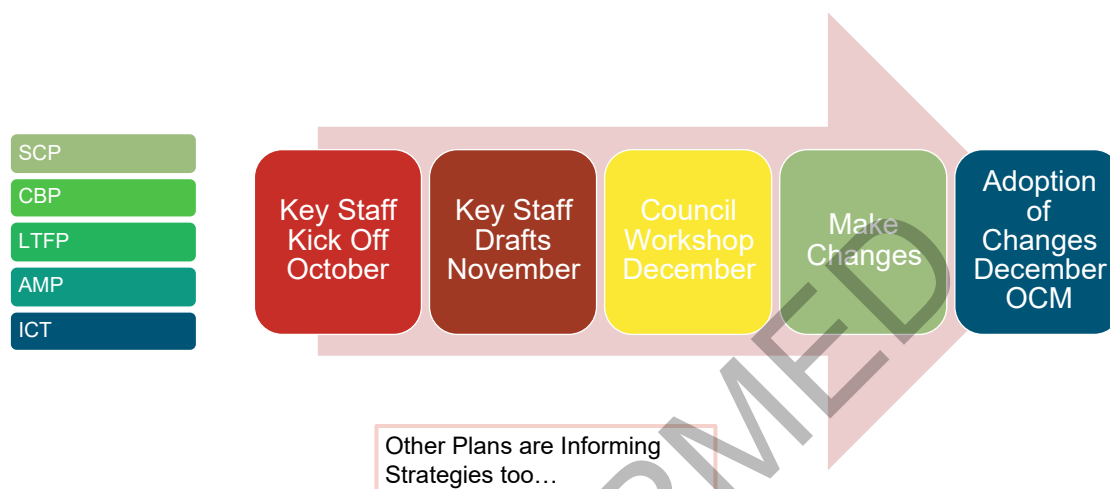 SCP
CBP
LTFP
AMP
ICT
Key Staff
Kick Off
October
Key Staff
Drafts
November
Council
Workshop
December
Make
Changes
Adoption
of
Changes
December
OCM
Other Plans are Informing
Strategies too…
RMED